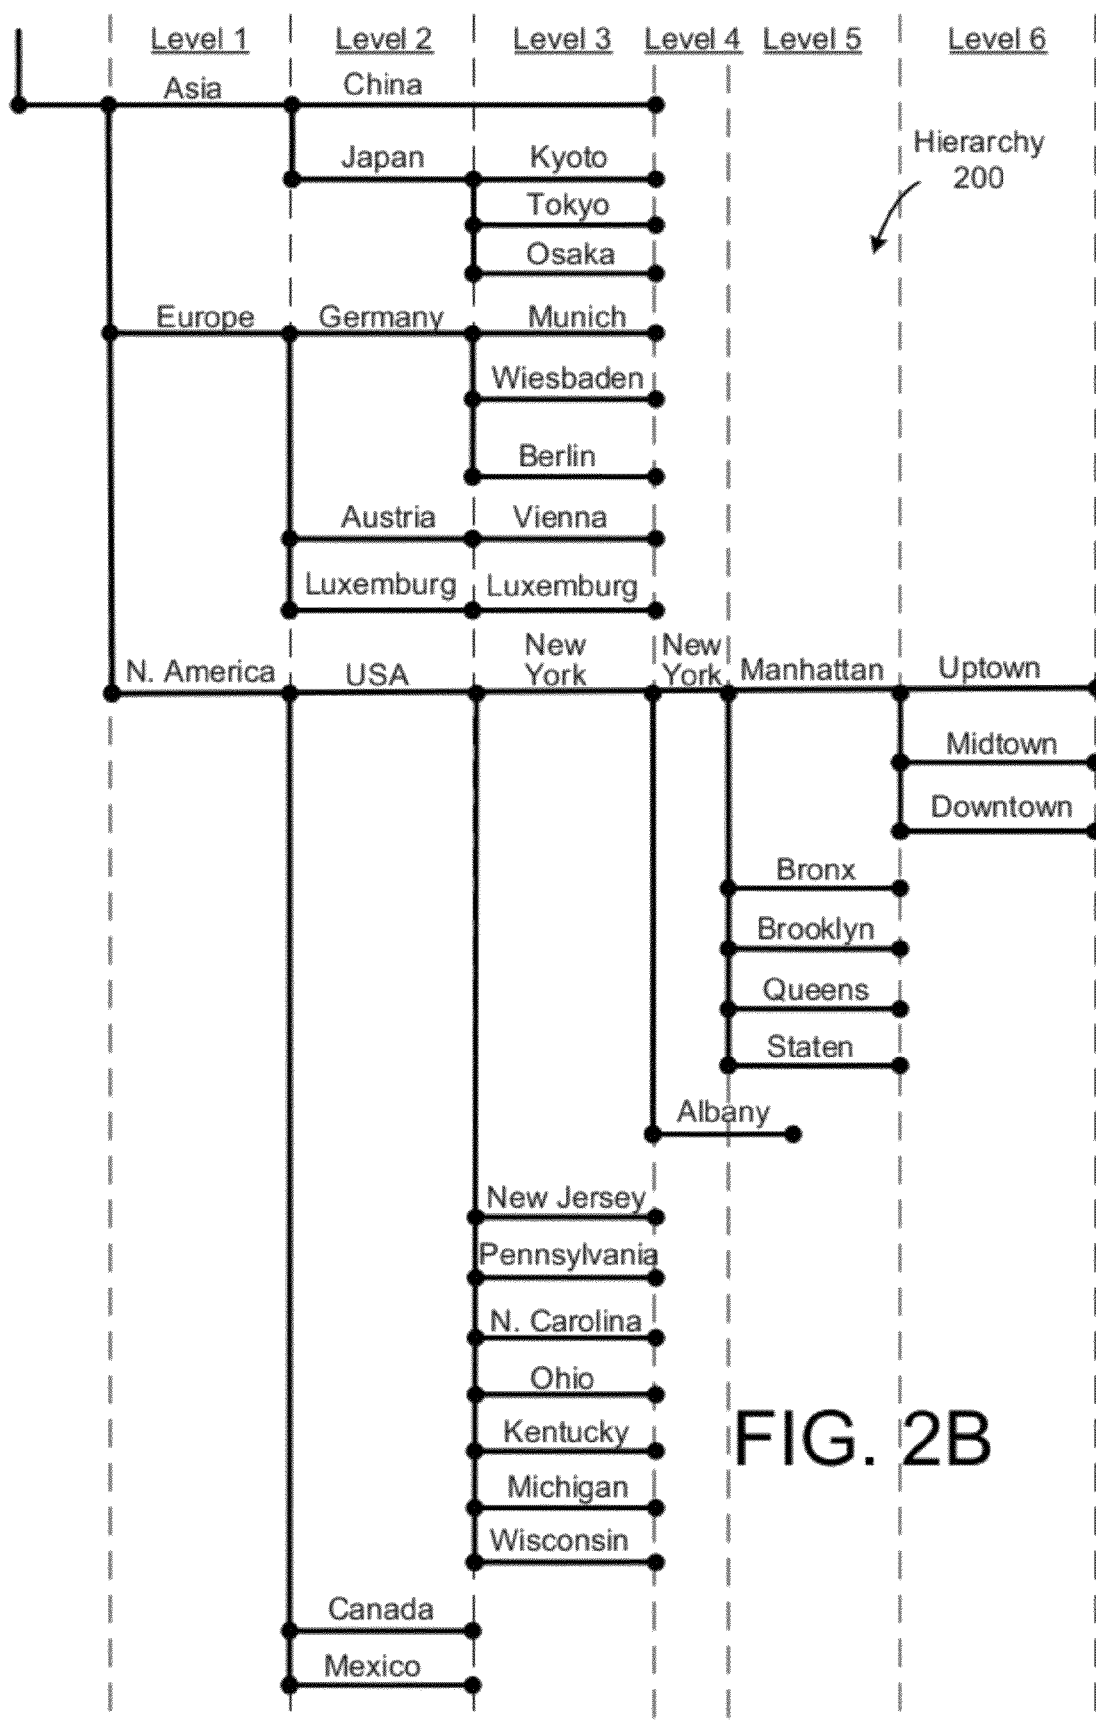 Level 1 Level 2 Level 3 Level 4 Level 5 Level 6
Asia China
Hierarchy
200
Japan Kyoto
Tokyo
Osaka
Europe Germany Munich
Wiesbaden
Berlin
Austria Vienna
Luxemburg Luxemburg
N. America USA New
York New
York Manhattan Uptown
Midtown
Downtown
Bronx
Brooklyn
Queens
Staten
Albany
New Jersey
Pennsylvania
N. Carolina
Ohio
Kentucky
Michigan
Wisconsin
FIG. 2B
Canada
Mexico